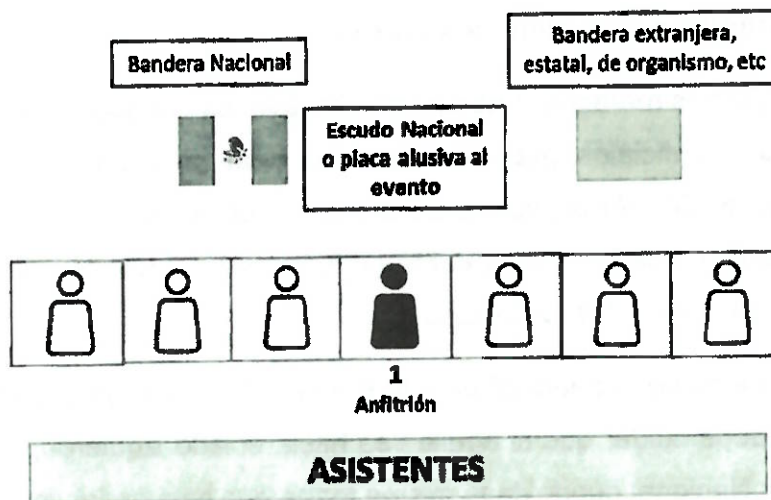 Bandera Nacional
Bandera extranjera,
estatal, de organismo, etc
Escudo Nacional
o placa alusiva al
evento
1
Anfitrión
ASISTENTES